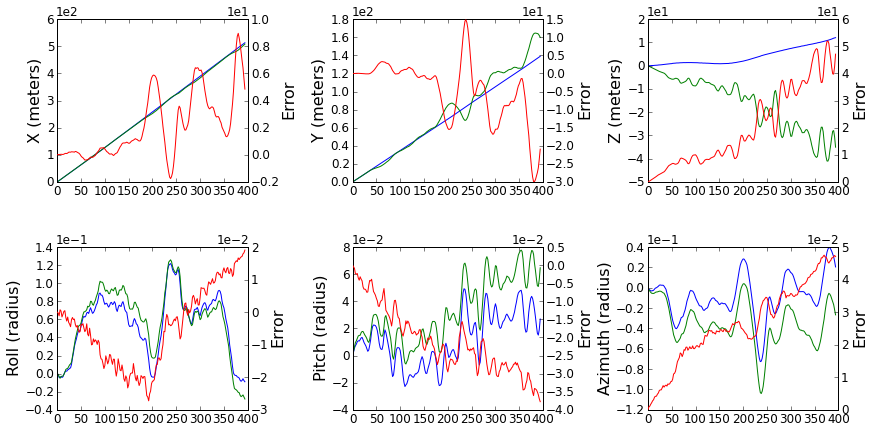 1e2 1e1 1e2 1e1 1e1
6 1.0 1.8 1.5 2 6
5 0.8 1.6 1.0 1 5
4 0.6 1.4 0.5 0 4
3 0.4 1.2 0.0 −1 3
2 0.2 1.0 −0.5 −2 2
1 0.0 0.8 −1.0 −3 1
0 −0.2 0.6 −1.5 −4 0
0.4 −2.0 −5
0.2 −2.5
0.0 −3.0
X (meters) Error Y (meters) Error Z (meters) Error
0 50 100 150 200 250 300 350 400 0 50 100 150 200 250 300 350 400 0 50 100 150 200 250 300 350 400
1e−1 1e−2 1e−2 1e−2 1e−1 1e−2
1.4 2 8 0.5 0.4 5
1.2 1 6 0.0 0.2 4
1.0 0 4 −0.5 0.0 3
0.8 −1 2 −1.0 −0.2 2
0.6 −2 0 −1.5 −0.4 1
0.4 −3 −2 −2.0 −0.6 0
0.2 −4 −2.5 −0.8
0.0 −3.0 −1.0
−0.2 −3.5 −1.2
−0.4 −4.0
Roll (radius) Error Pitch (radius) Error Azimuth (radius) Error
0 50 100 150 200 250 300 350 400 0 50 100 150 200 250 300 350 400 0 50 100 150 200 250 300 350 400